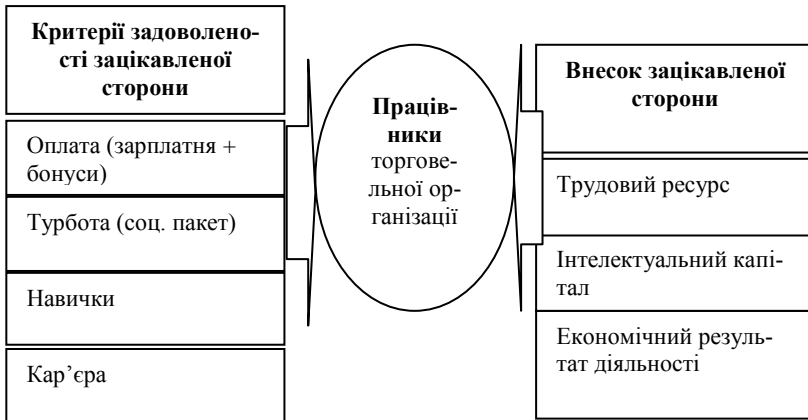 Критерії задоволено-
сті зацікавленої
сторони
Оплата (зарплатня +
бонуси)
Турбота (соц. пакет)
Навички
Кар’єра
Праців-
ники
торгове-
льної ор-
ганізації
Внесок зацікавленої
сторони
Трудовий ресурс
Інтелектуальний капі-
тал
Економічний резуль-
тат діяльності